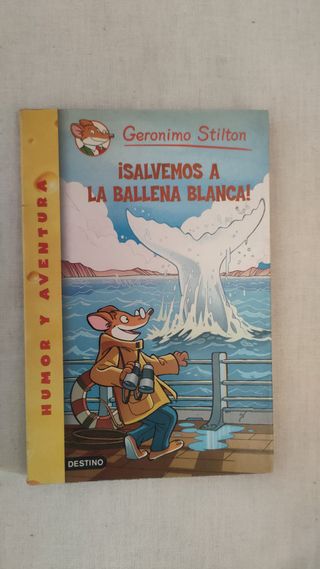 Geronimo Stilton
¡SALVEMOS A
LA BALLENA BLANCA!
HUMOR Y AVENTURA
DESTINO